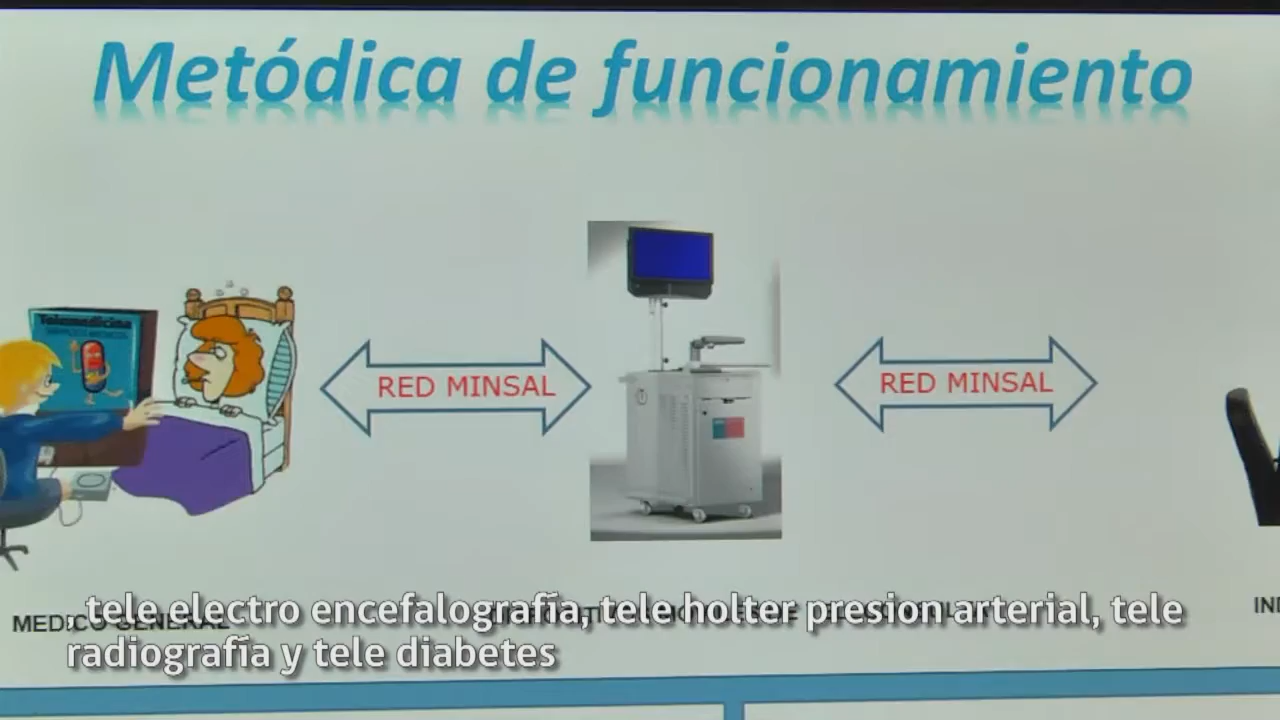 Metódica de funcionamiento
Telemedicina
RED MINSAL
RED MINSAL
MEDICO GENERAL
, tele electro encefalografía, tele holter presion arterial, tele
radiografía y tele diabetes